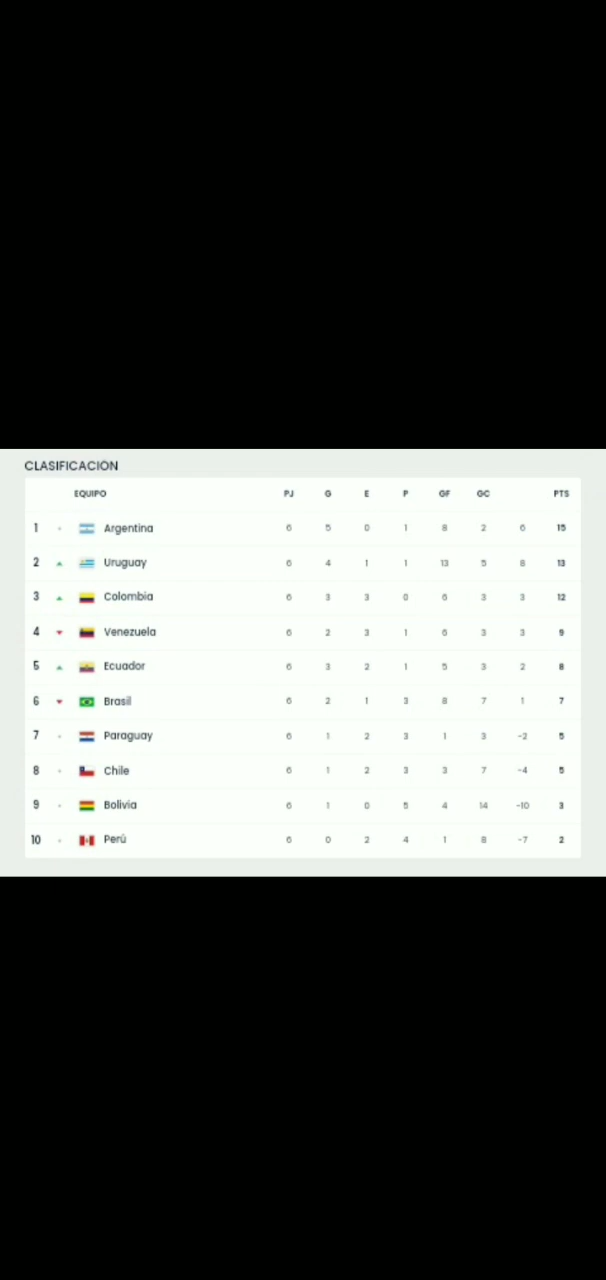 CLASIFICACIÓN
EQUIPO PJ G E P GF GC PTS
1 Argentina 6 5 0 1 8 2 6 15
2 Uruguay 6 4 1 1 13 5 8 13
3 Colombia 6 3 3 0 6 3 3 12
4 Venezuela 6 2 3 1 6 3 3 9
5 Ecuador 6 3 2 1 5 3 2 8
6 Brasil 6 2 1 3 8 7 1 7
7 Paraguay 6 1 2 3 1 3 -2 5
8 Chile 6 1 2 3 3 7 -4 5
9 Bolivia 6 1 0 5 4 14 -10 3
10 Perú 6 0 2 4 1 8 -7 2